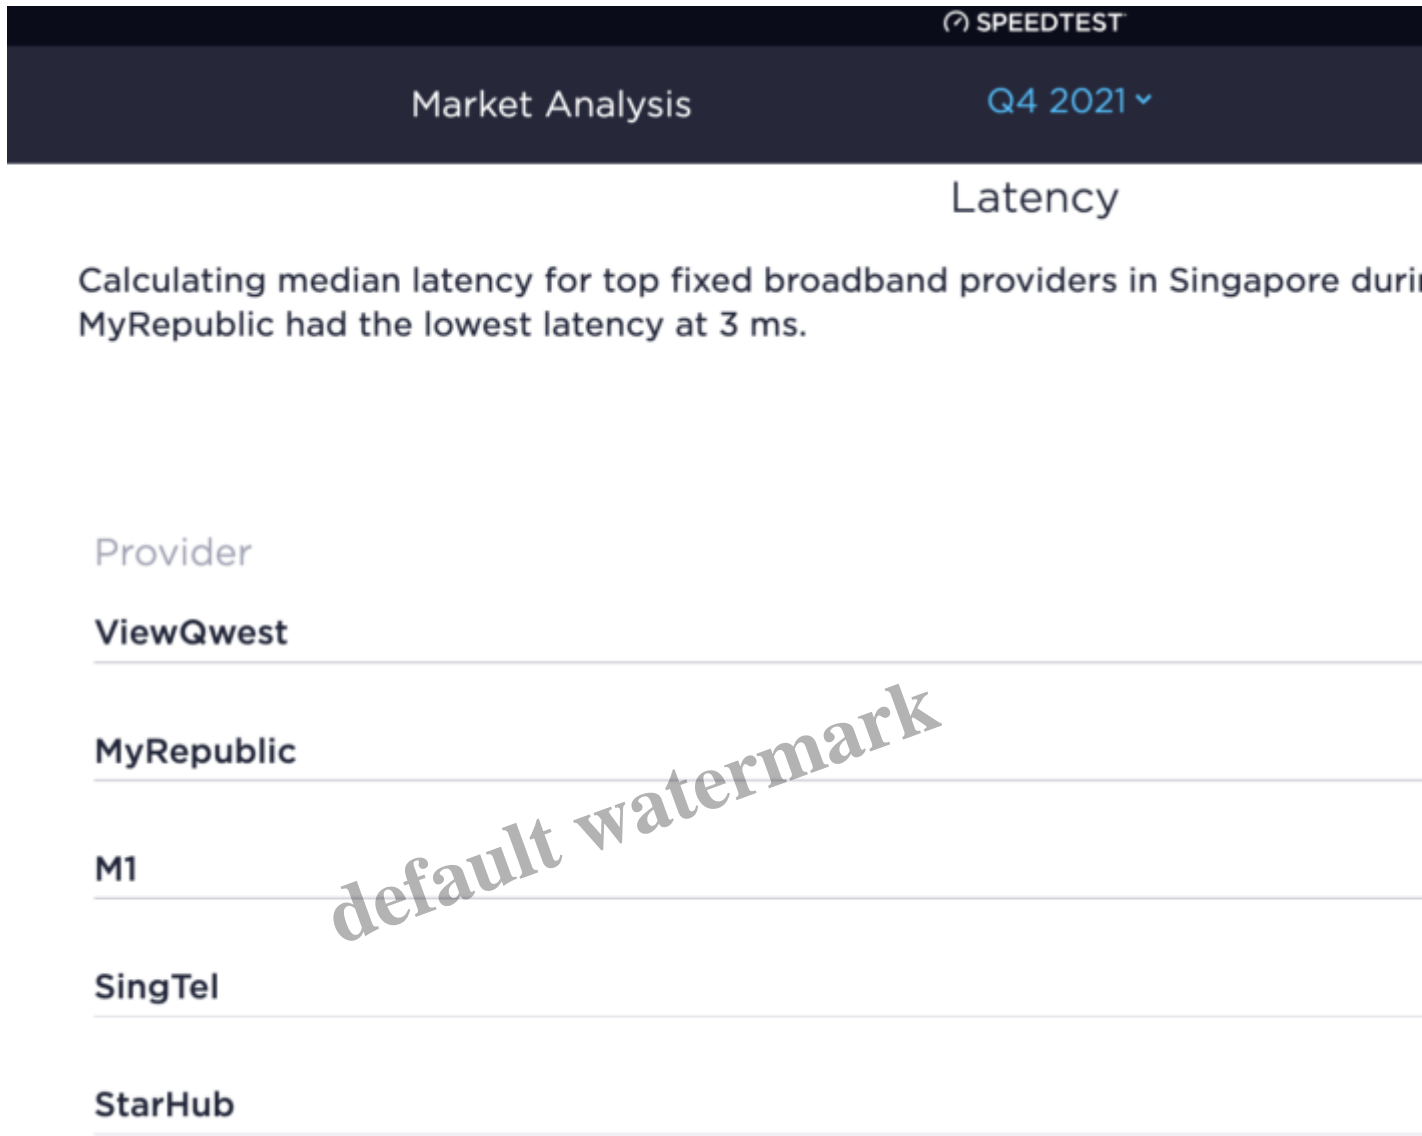 SPEEDTEST
Market Analysis
Q4 2021
Latency
Calculating median latency for top fixed broadband providers in Singapore
MyRepublic had the lowest latency at 3 ms.
Provider
ViewQwest
MyRepublic
M1
SingTel
StarHub
default watermark